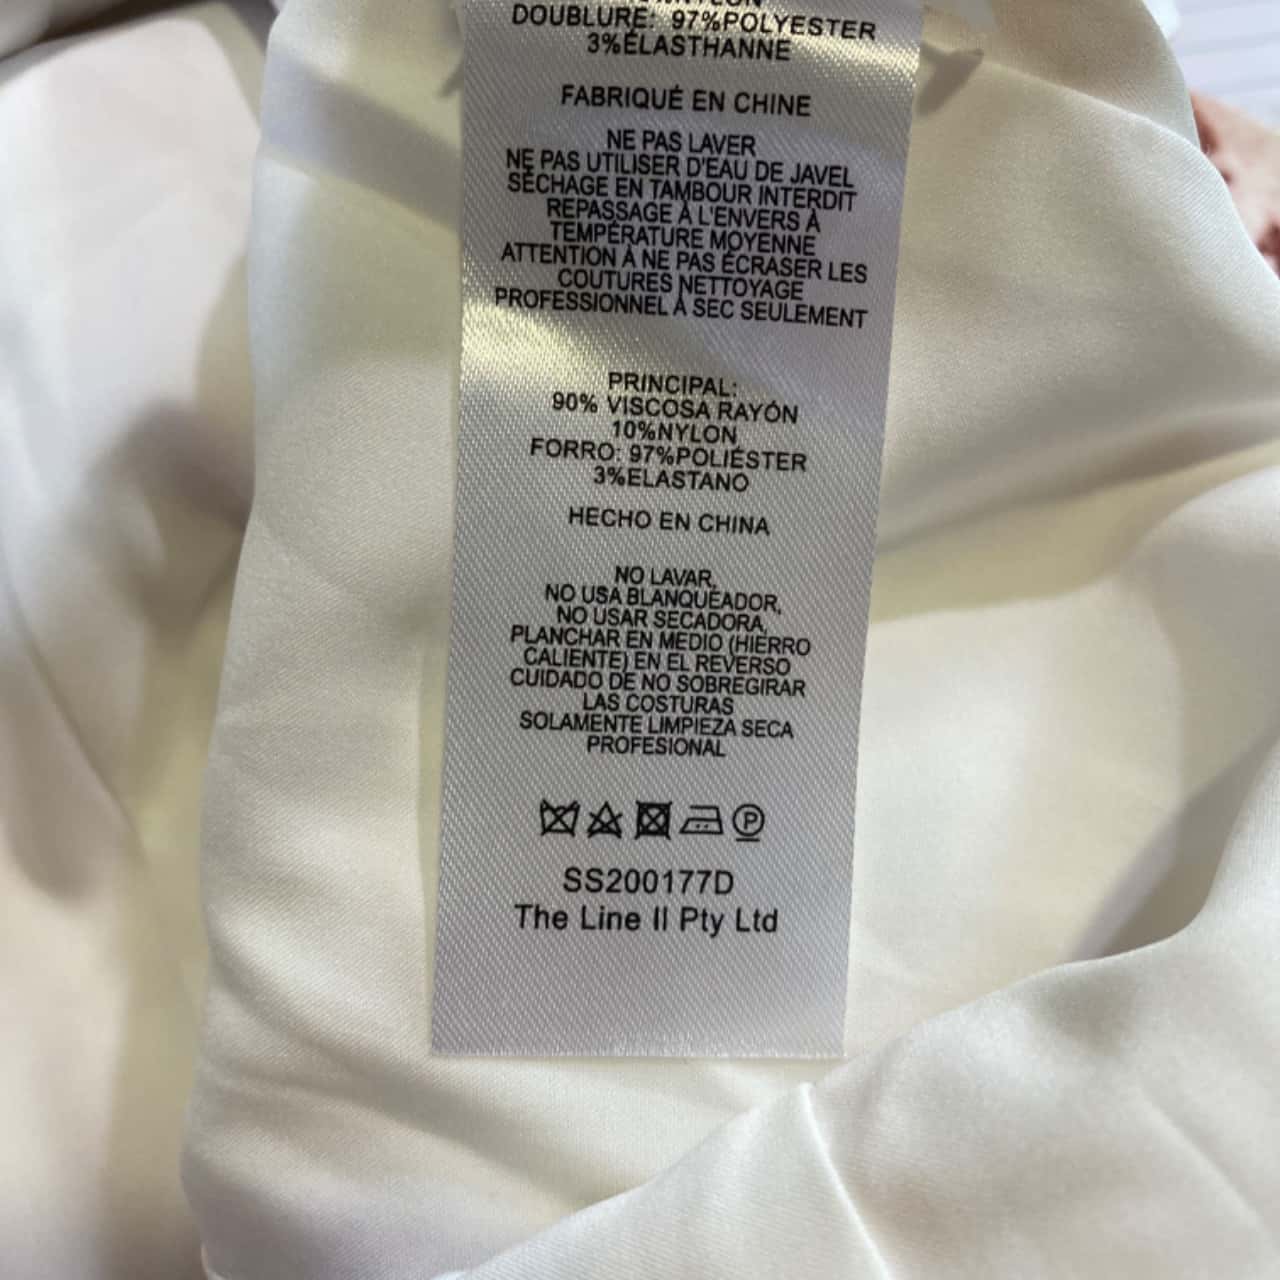 DOUBLURE: 97%POLYESTER
3%ÉLASTHANNE
FABRIQUÉ EN CHINE
NE PAS LAVER
NE PAS UTILISER D'EAU DE JAVEL
SÉCHAGE EN TAMBOUR INTERDIT
REPASSAGE À L'ENVERS À
TEMPÉRATURE MOYENNE
ATTENTION À NE PAS ÉCRASER LES
COUTURES NETTOYAGE
PROFESSIONNEL À SEC SEULEMENT
PRINCIPAL:
90% VISCOSA RAYÓN
10%NYLON
FORRO: 97%POLIÉSTER
3%ELASTANO
HECHO EN CHINA
NO LAVAR,
NO USA BLANQUEADOR,
NO USAR SECADORA,
PLANCHAR EN MEDIO (HIERRO
CALIENTE) EN EL REVERSO
CUIDADO DE NO SOBREGIRAR
LAS COSTURAS
SOLAMENTE LIMPIEZA SECA
PROFESIONAL
P
SS200177D
The Line II Pty Ltd